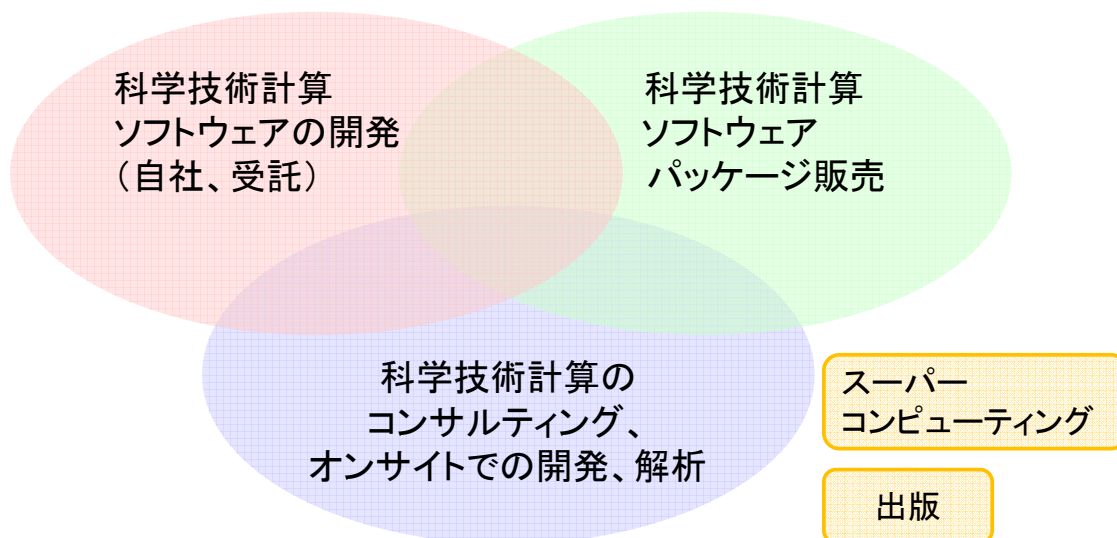 科学技術計算
ソフトウェアの開発
（自社、受託）
科学技術計算
ソフトウェア
パッケージ販売
科学技術計算の
コンサルティング、
オンサイトでの開発、解析
スーパー
コンピューティング
出版